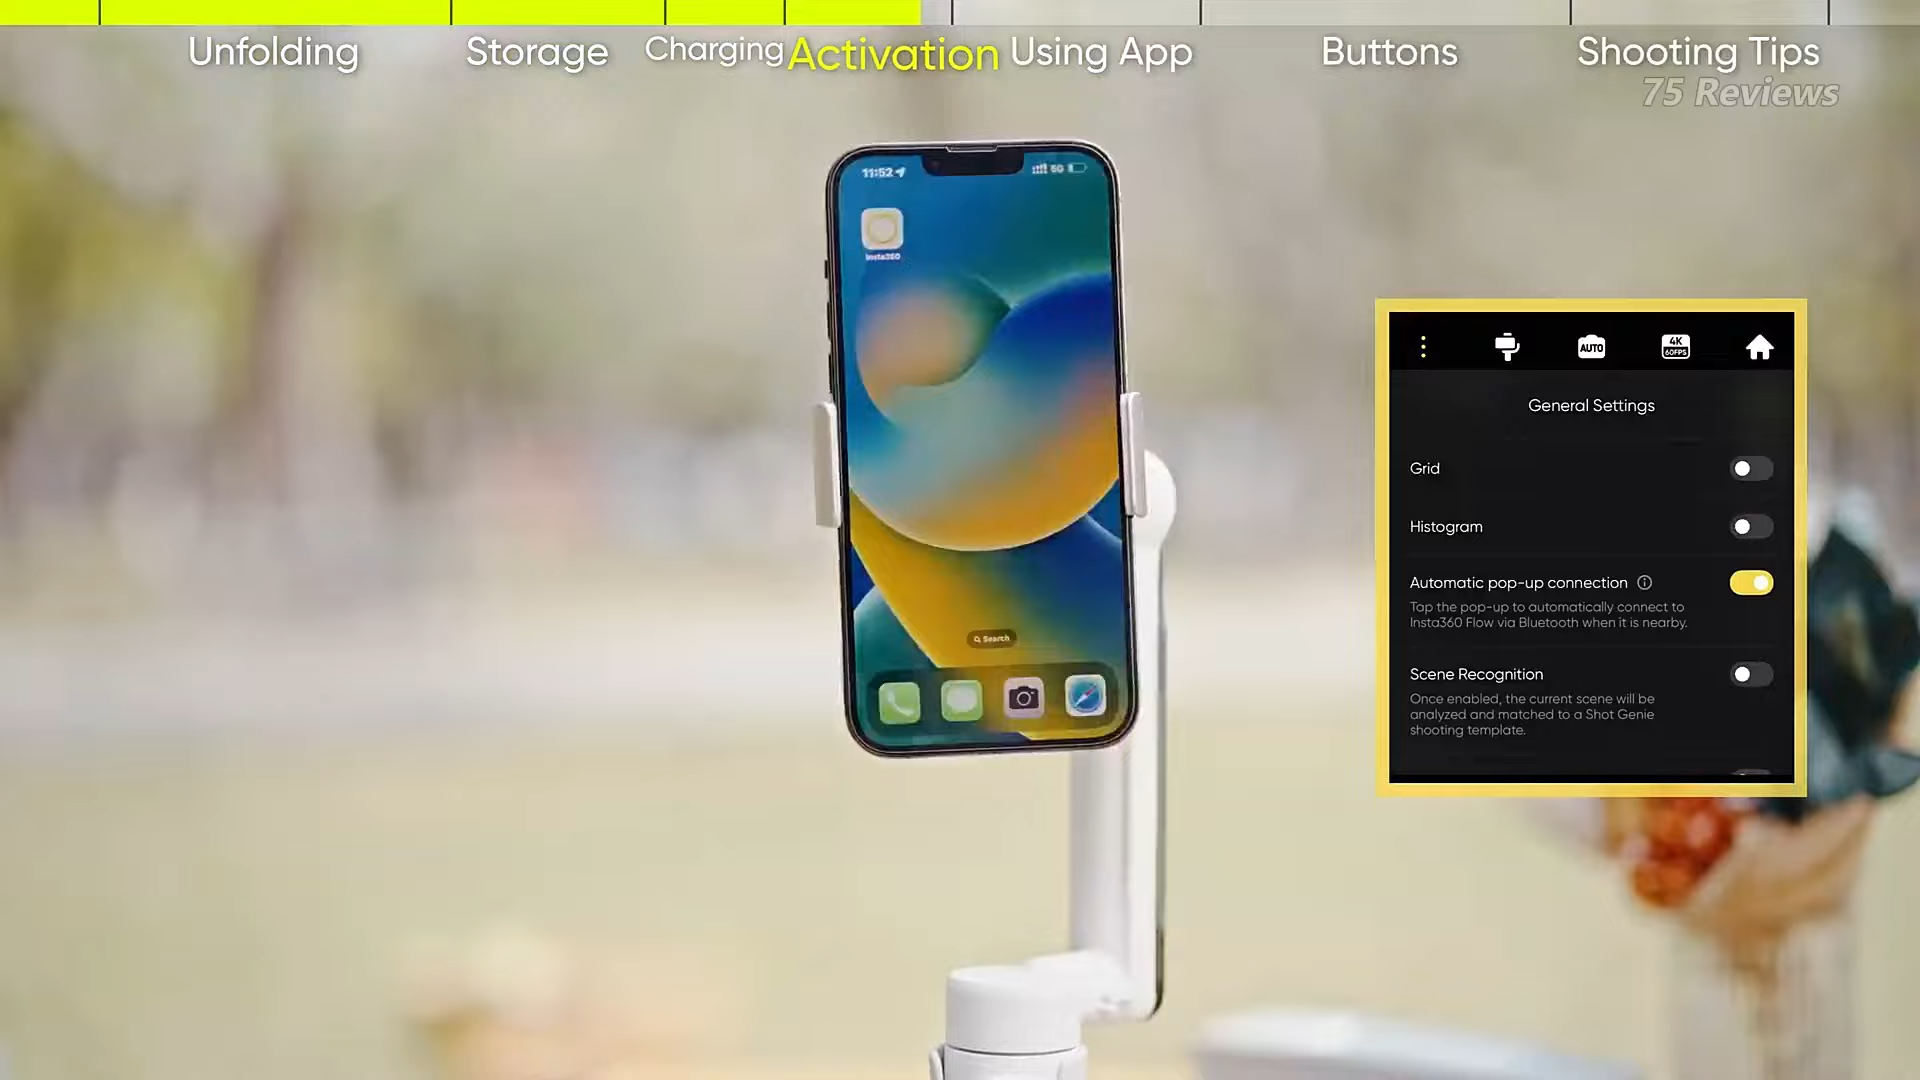 Unfolding
Storage
Charging
Activation
Using App
Buttons
Shooting Tips
75 Reviews
11:52
5G
Insta360
Search
AUTO
4K
60FPS
General Settings
Grid
Histogram
Automatic pop-up connection
Tap the pop-up to automatically connect to
Insta360 Flow via Bluetooth when it is nearby.
Scene Recognition
Once enabled, the current scene will be
analyzed and matched to a Shot Genie
shooting template.